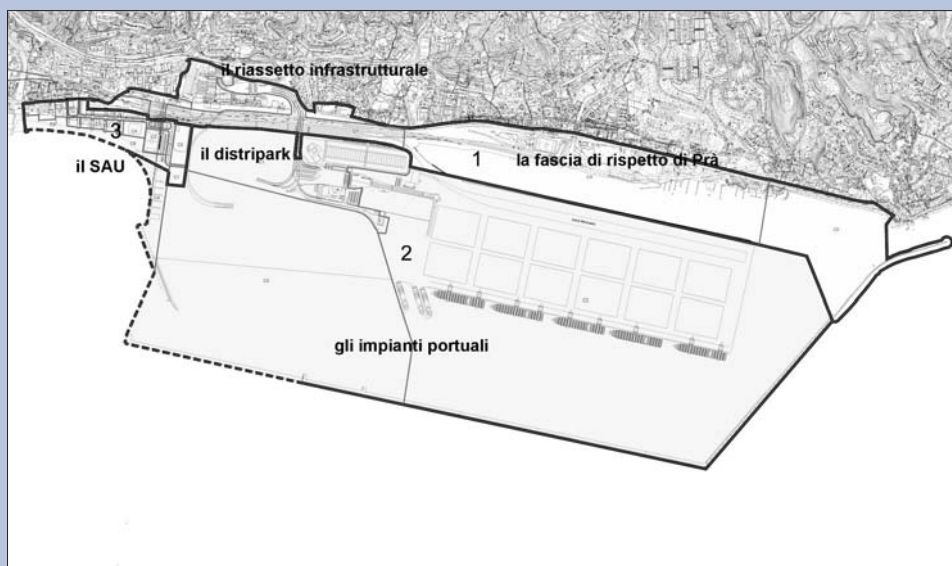 il riassetto infrastrutturale
3
il SAU
il distripark
1
la fascia di rispetto di Prà
2
gli impianti portuali